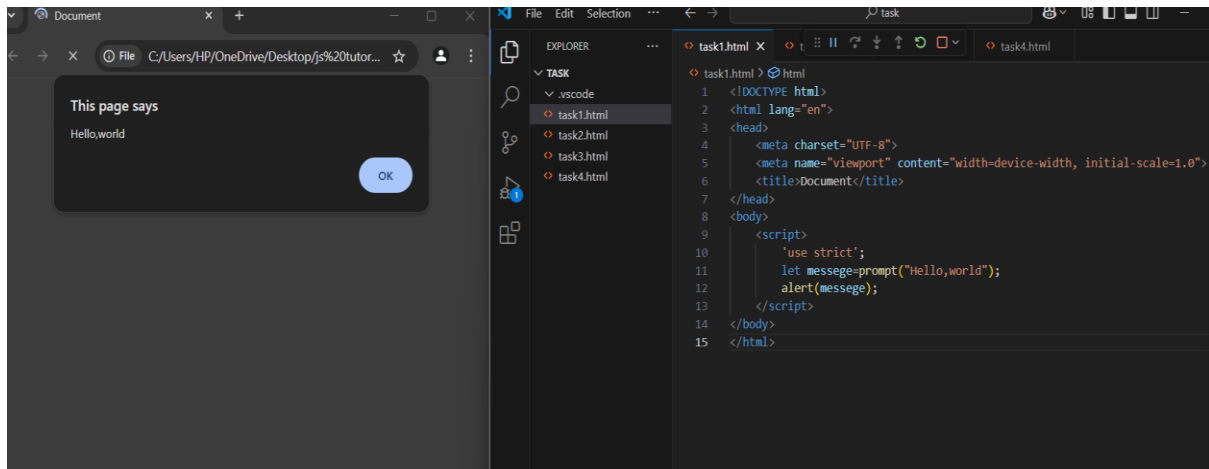 Document
File C:/Users/HP/OneDrive/Desktop/js%20tutor...
This page says
Hello,world
OK
File Edit Selection ... task
EXPLORER ...
TASK
.vscode
task1.html
task2.html
task3.html
task4.html
1
task1.html task4.html
task1.html > html
1 <!DOCTYPE html>
2 <html lang="en">
3 <head>
4 <meta charset="UTF-8">
5 <meta name="viewport" content="width=device-width, initial-scale=1.0">
6 <title>Document</title>
7 </head>
8 <body>
9 <script>
10 'use strict';
11 let messege=prompt("Hello,world");
12 alert(messege);
13 </script>
14 </body>
15 </html>